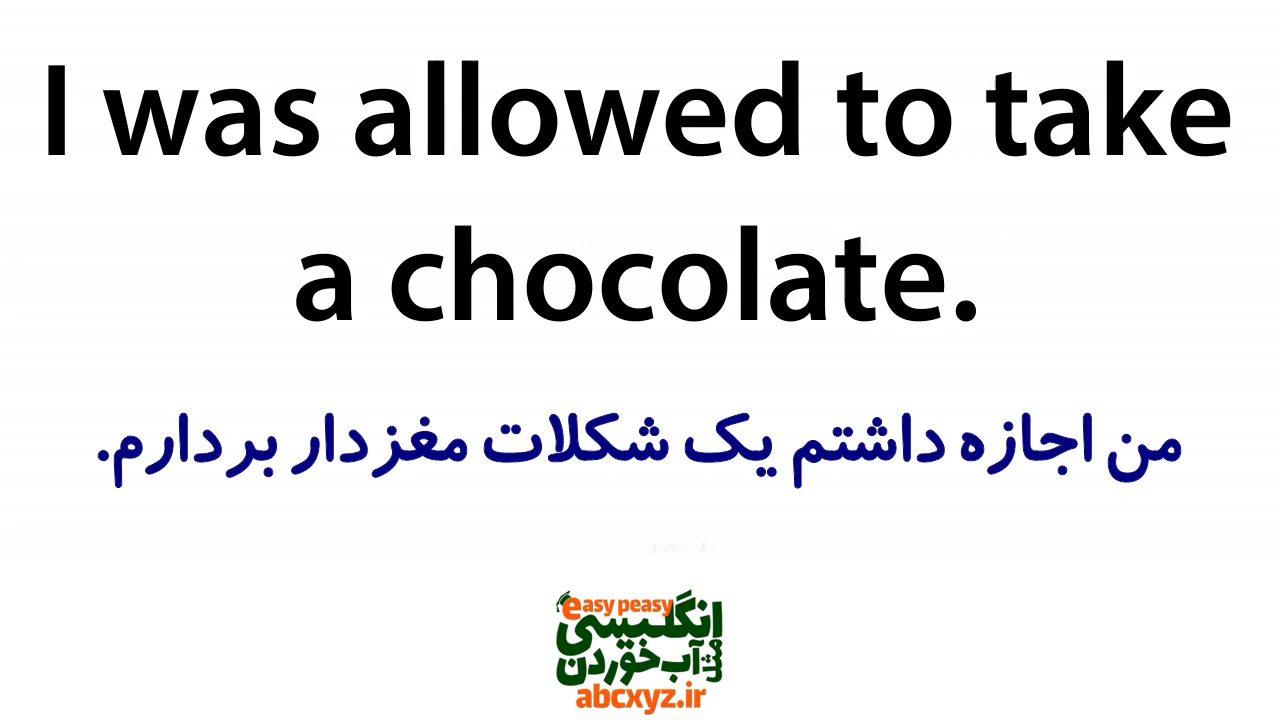 I was allowed to take
a chocolate.
من اجازه داشتم یک شکلات مغزدار بردارم.
easy peasy
انگلیسی
مثل آب خوردن
abcxyz.ir